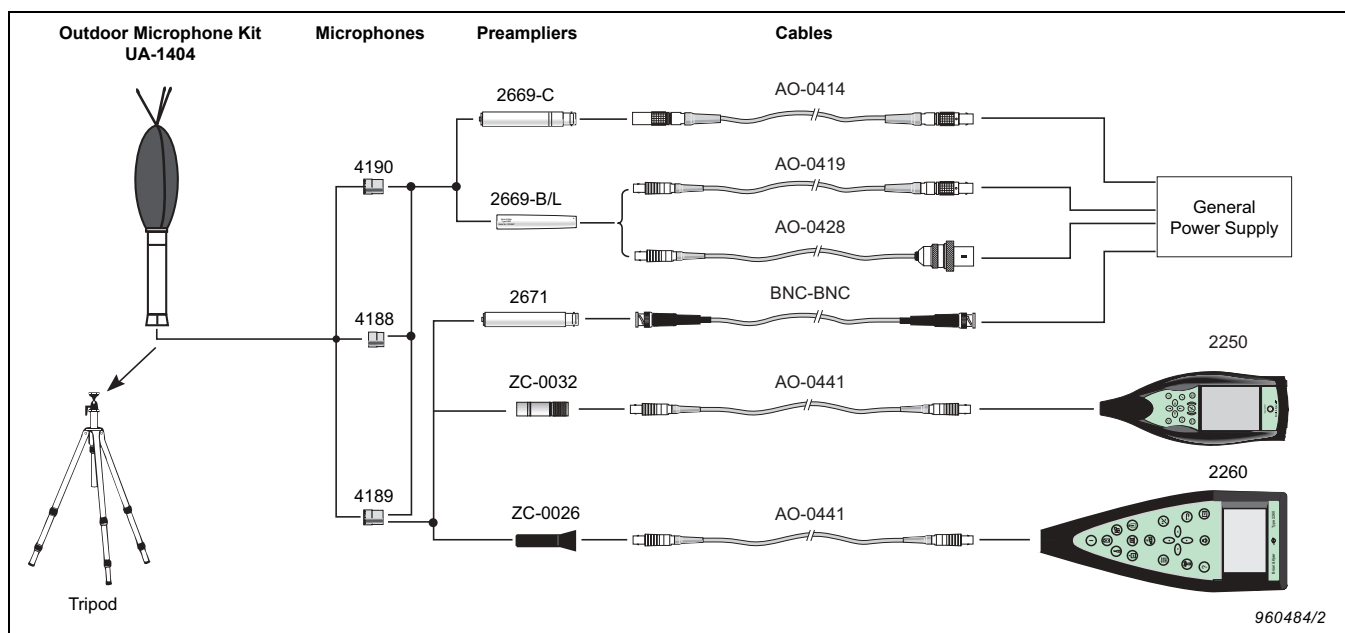 Outdoor Microphone Kit
UA-1404
Microphones
Preampliers
Cables
2669-C
AO-0414
4190
2669-B/L
AO-0419
AO-0428
General
Power Supply
4188
2671
BNC-BNC
2250
ZC-0032
AO-0441
4189
ZC-0026
AO-0441
2260
Tripod
960484/2